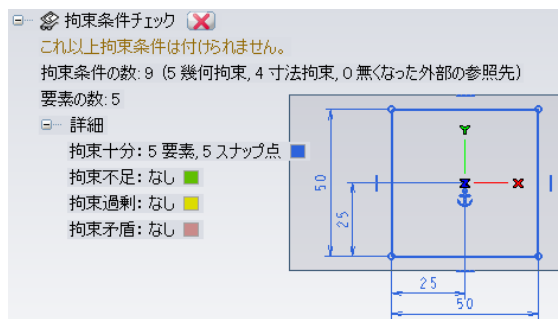 拘束条件チェック
これ以上拘束条件は付けられません。
拘束条件の数: 9 (5 幾何拘束, 4 寸法拘束, 0 無くなった外部の参照先)
要素の数: 5
詳細
拘束十分: 5 要素, 5 スナップ点
拘束不足: なし
拘束過剰: なし
拘束矛盾: なし
Y
X
50
25
25
50